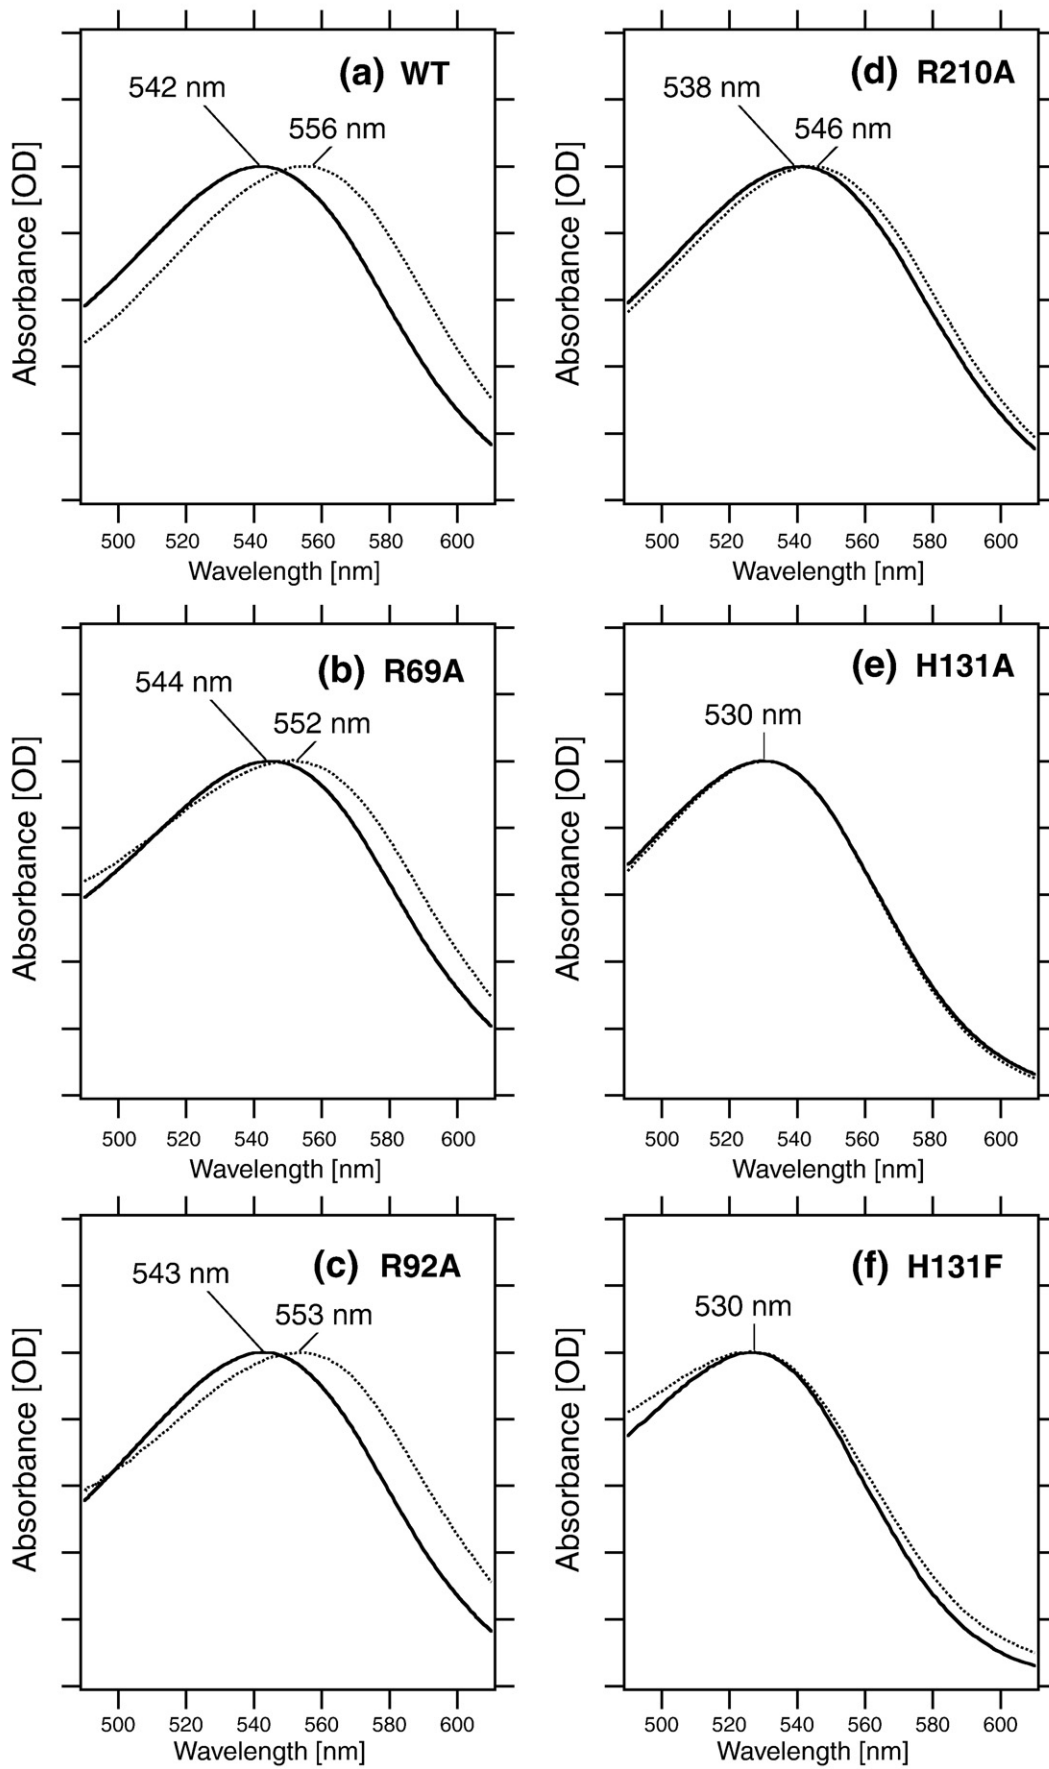 (a) WT
542 nm
556 nm
Absorbance [OD]
500 520 540 560 580 600
Wavelength [nm]
(d) R210A
538 nm
546 nm
Absorbance [OD]
500 520 540 560 580 600
Wavelength [nm]
(b) R69A
544 nm
552 nm
Absorbance [OD]
500 520 540 560 580 600
Wavelength [nm]
(e) H131A
530 nm
Absorbance [OD]
500 520 540 560 580 600
Wavelength [nm]
(c) R92A
543 nm
553 nm
Absorbance [OD]
500 520 540 560 580 600
Wavelength [nm]
(f) H131F
530 nm
Absorbance [OD]
500 520 540 560 580 600
Wavelength [nm]